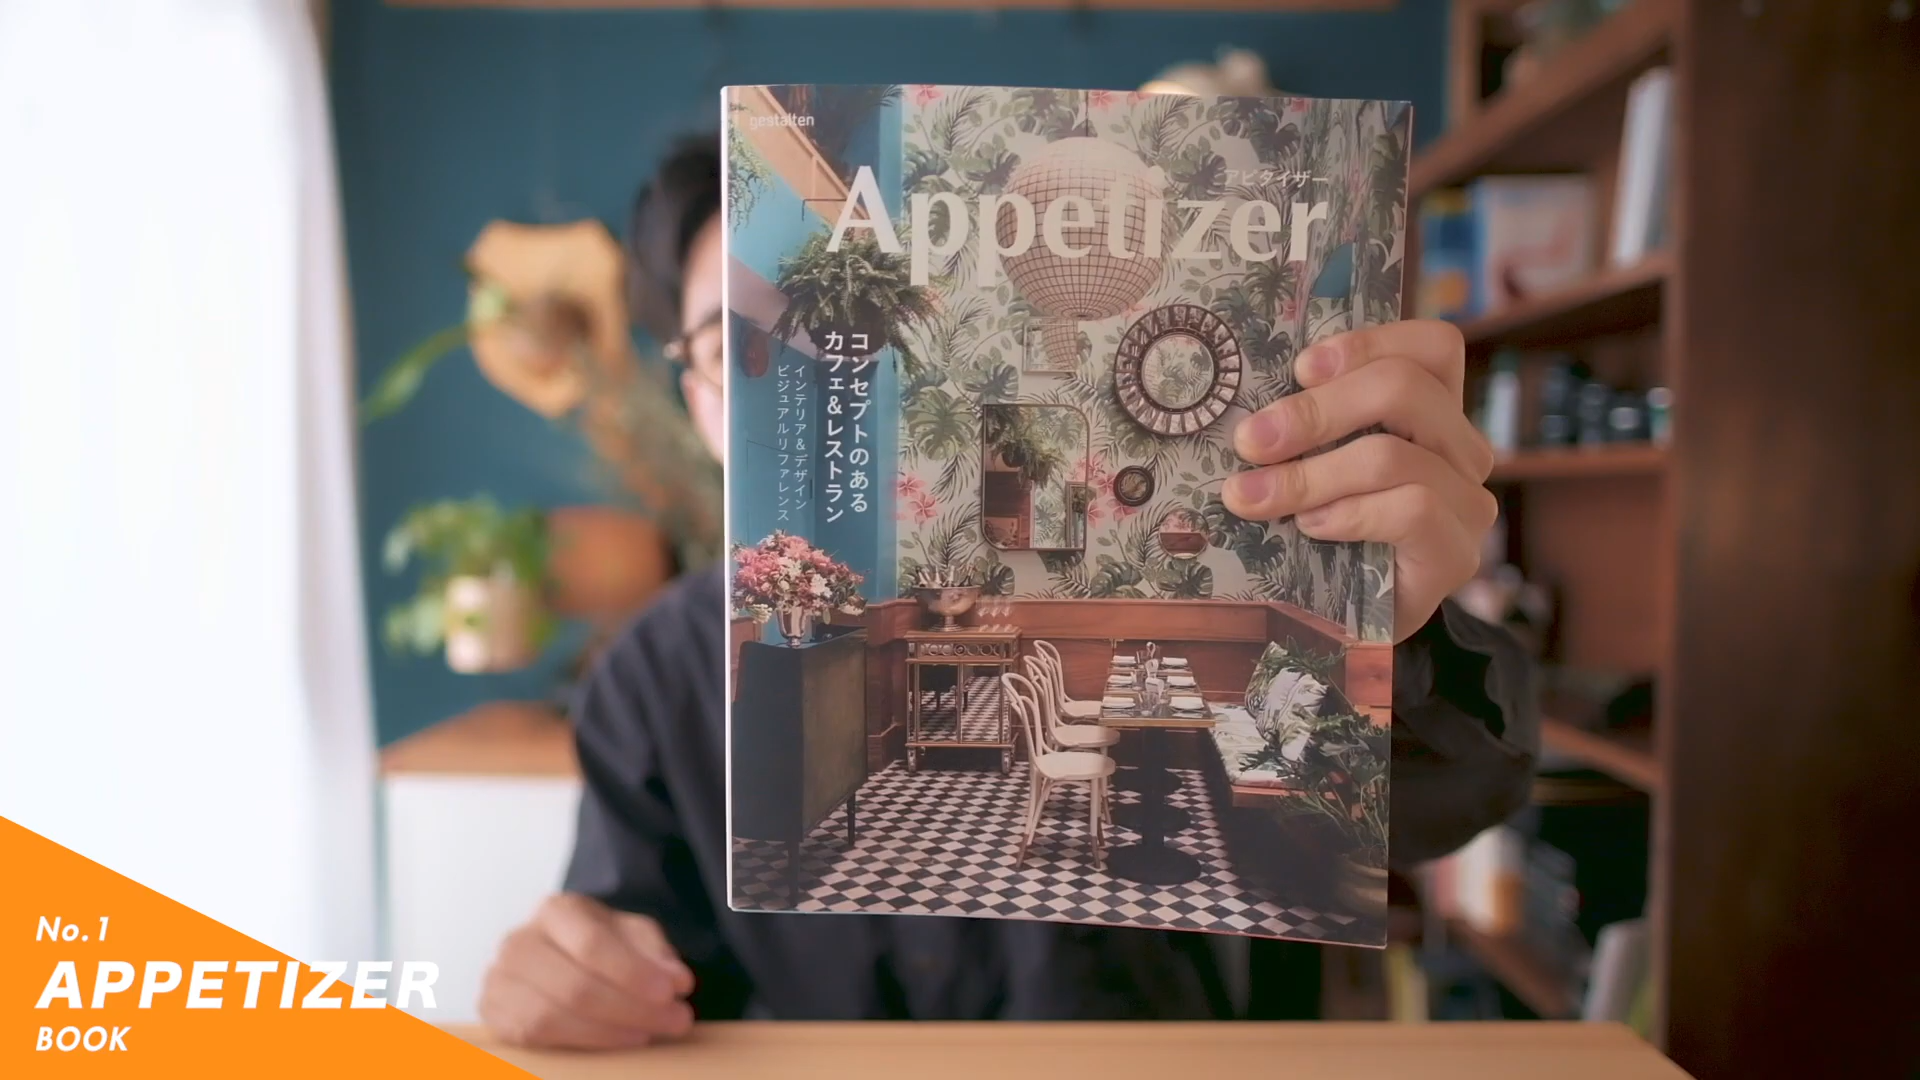 gestalten
アピタイザー
Appetizer
コンセプトのある
カフェ&レストラン
インテリア&デザイン
ビジュアルリファレンス
No.1
APPETIZER
BOOK